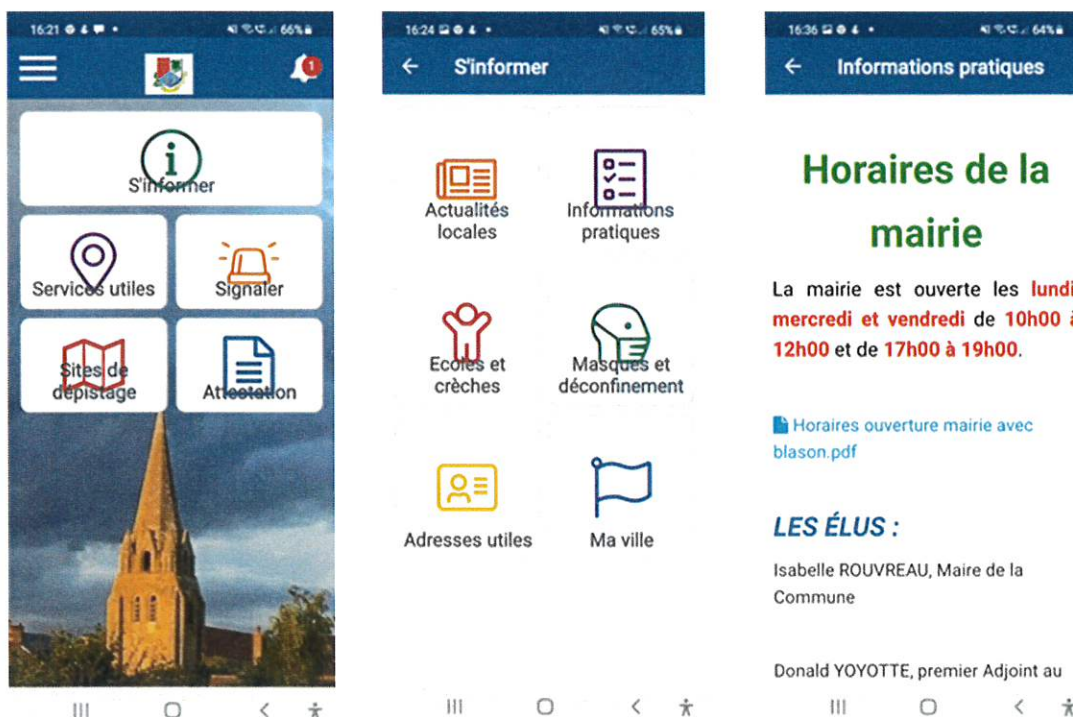 16:21
66%
1
S'informer
Services utiles
Signaler
Sites de
dépistage
Attestation
16:24
65%
S'informer
Actualités
locales
Informations
pratiques
Ecoles et
crèches
Masques et
déconfinement
Adresses utiles
Ma ville
16:36
64%
Informations pratiques
Horaires de la
mairie
La mairie est ouverte les lundi
mercredi et vendredi de 10h00 à
12h00 et de 17h00 à 19h00.
Horaires ouverture mairie avec
blason.pdf
LES ÉLUS :
Isabelle ROUVREAU, Maire de la
Commune
Donald YOYOTTE, premier Adjoint au